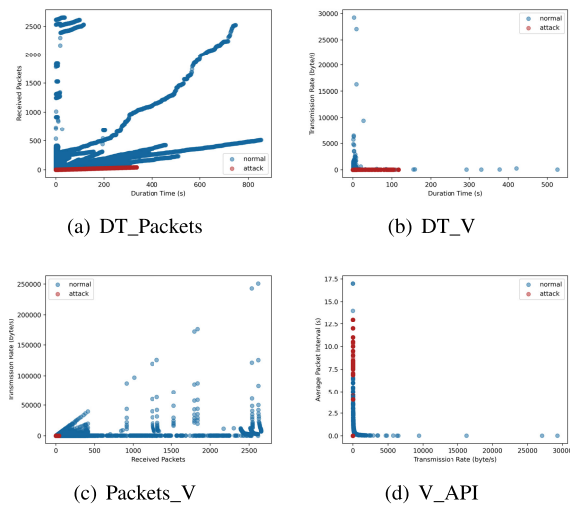 2500
2000
1500
1000
500
0
Received Packets
0 200 400 600 800
Duration Time (s)
normal
attack
(a) DT_Packets
30000
25000
20000
15000
10000
5000
0
Transmission Rate (byte/s)
0 100 200 300 400 500
Duration Time (s)
normal
attack
(b) DT_V
250000
200000
150000
100000
50000
0
Transmission Rate (byte/s)
0 500 1000 1500 2000 2500
Received Packets
normal
attack
(c) Packets_V
17.5
15.0
12.5
10.0
7.5
5.0
2.5
0.0
Average Packet Interval (s)
0 5000 10000 15000 20000 25000 3000
Transmission Rate (byte/s)
normal
attack
(d) V_API